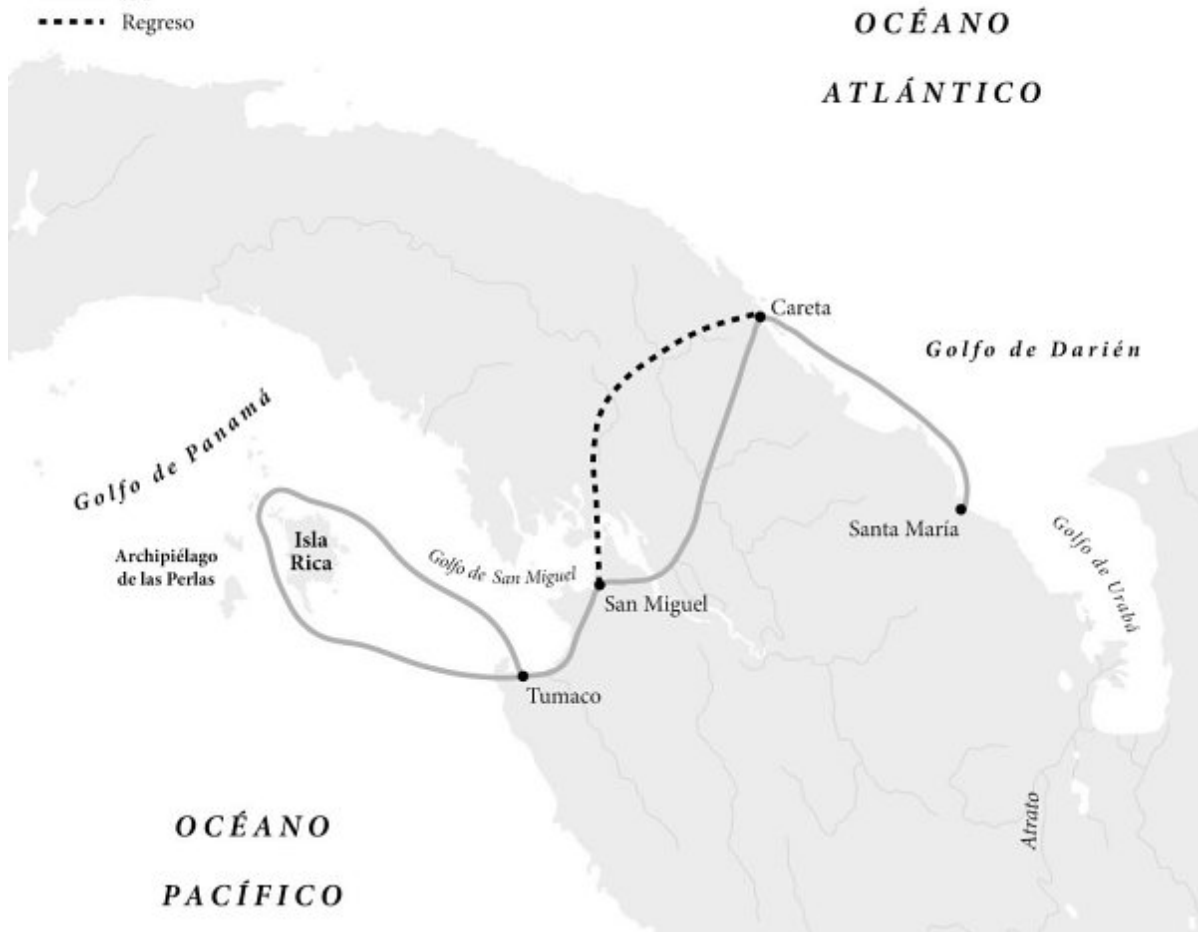 Regreso
OCÉANO
ATLÁNTICO
Careta
Golfo de Darién
Golfo de Panamá
Santa María
Golfo de Urabá
Isla
Rica
Archipiélago
de las Perlas
Golfo de San Miguel
San Miguel
Tumaco
OCÉANO
PACÍFICO
Atrato